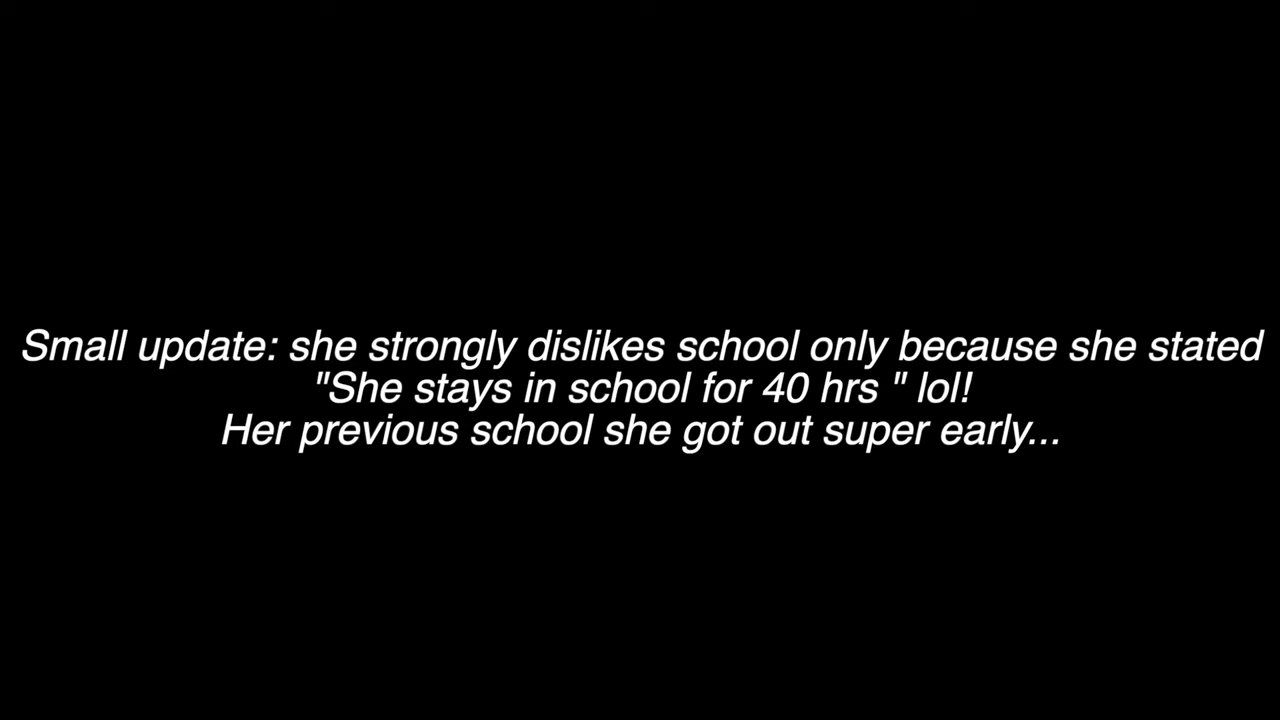 Small update: she strongly dislikes school only because she stated
"She stays in school for 40 hrs " lol!
Her previous school she got out super early...